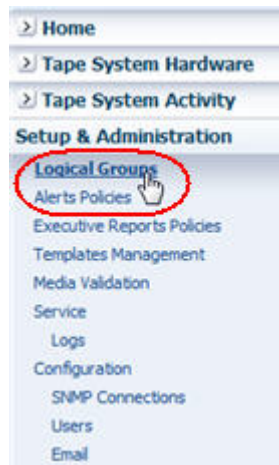 Home
Tape System Hardware
Tape System Activity
Setup & Administration
Logical Groups
Alerts Policies
Executive Reports Policies
Templates Management
Media Validation
Service
Logs
Configuration
SNMP Connections
Users
Email